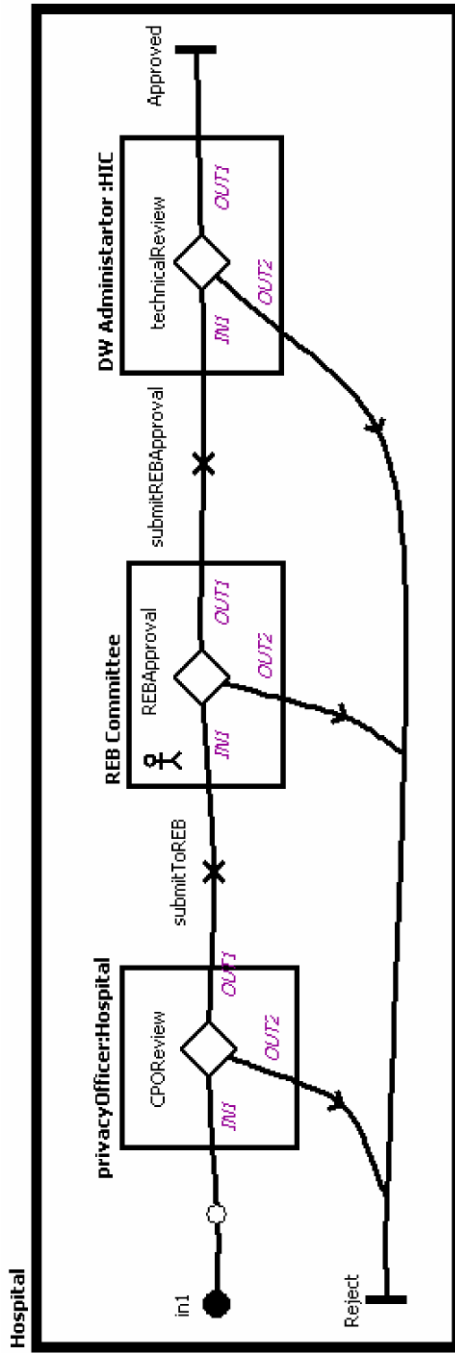 Hospital
privacyOfficer:Hospital
REB Committee
DW Administartor :HIC
in1
CPOReview
submitToREB
REBApproval
submitREBApproval
technicalReview
Approved
IN1
OUT1
OUT2
IN1
OUT1
OUT2
IN1
OUT1
OUT2
Reject